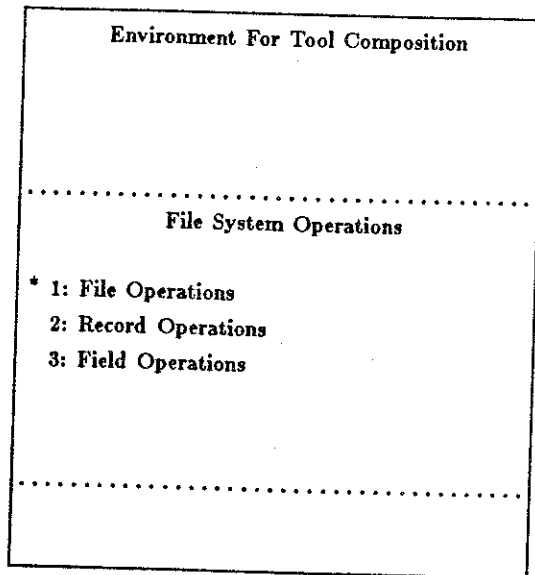 Environment For Tool Composition
File System Operations
* 1: File Operations
2: Record Operations
3: Field Operations